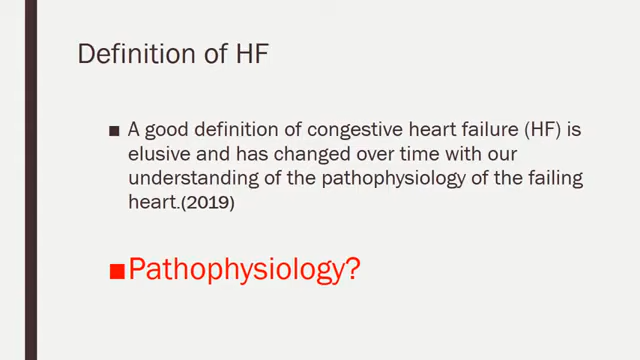 Definition of HF
■ A good definition of congestive heart failure (HF) is
elusive and has changed over time with our
understanding of the pathophysiology of the failing
heart.(2019)
■Pathophysiology?